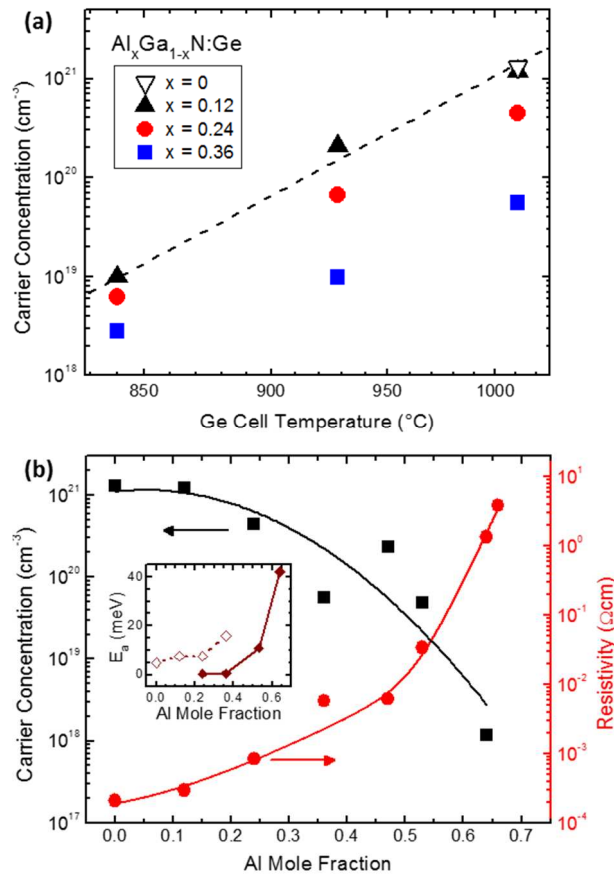 (a)
AlxGa1-xN:Ge
x = 0
x = 0.12
x = 0.24
x = 0.36
Carrier Concentration (cm-3)
10^21
10^20
10^19
10^18
850 900 950 1000
Ge Cell Temperature (°C)
(b)
Carrier Concentration (cm-3)
10^21
10^20
10^19
10^18
10^17
Ea (meV)
40
20
0
0.0 0.2 0.4 0.6
Al Mole Fraction
10^1
10^0
10^-1
10^-2
10^-3
10^-4
Resistivity (Ωcm)
0.0 0.1 0.2 0.3 0.4 0.5 0.6 0.7
Al Mole Fraction